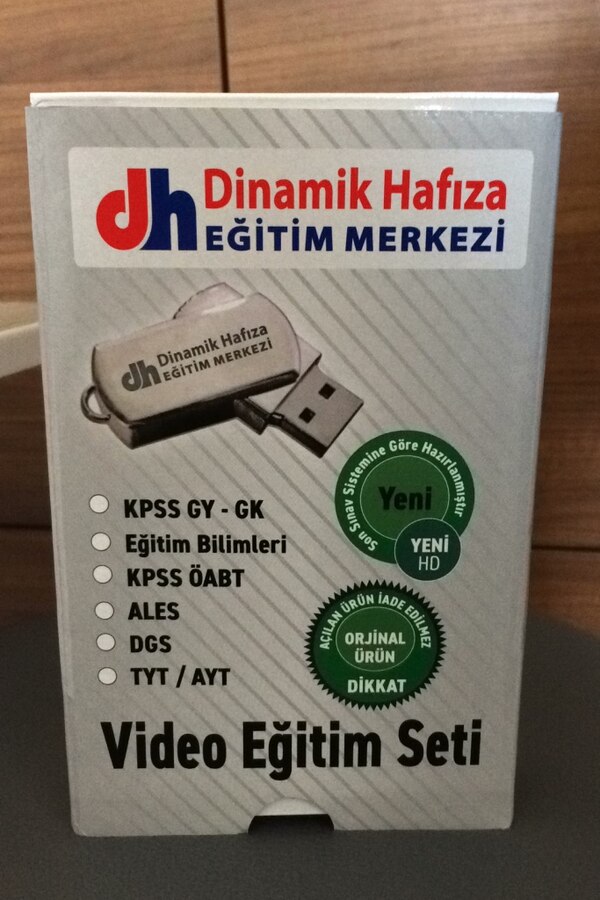 dh Dinamik Hafıza
EĞİTİM MERKEZİ
dh Dinamik Hafıza
EĞİTİM MERKEZİ
Son Sınav Sistemine Göre Hazırlanmıştır
Yeni
YENİ
HD
KPSS GY - GK
Eğitim Bilimleri
KPSS ÖABT
ALES
DGS
TYT / AYT
AÇILAN ÜRÜN İADE EDİLMEZ
ORJİNAL
ÜRÜN
DİKKAT
Video Eğitim Seti